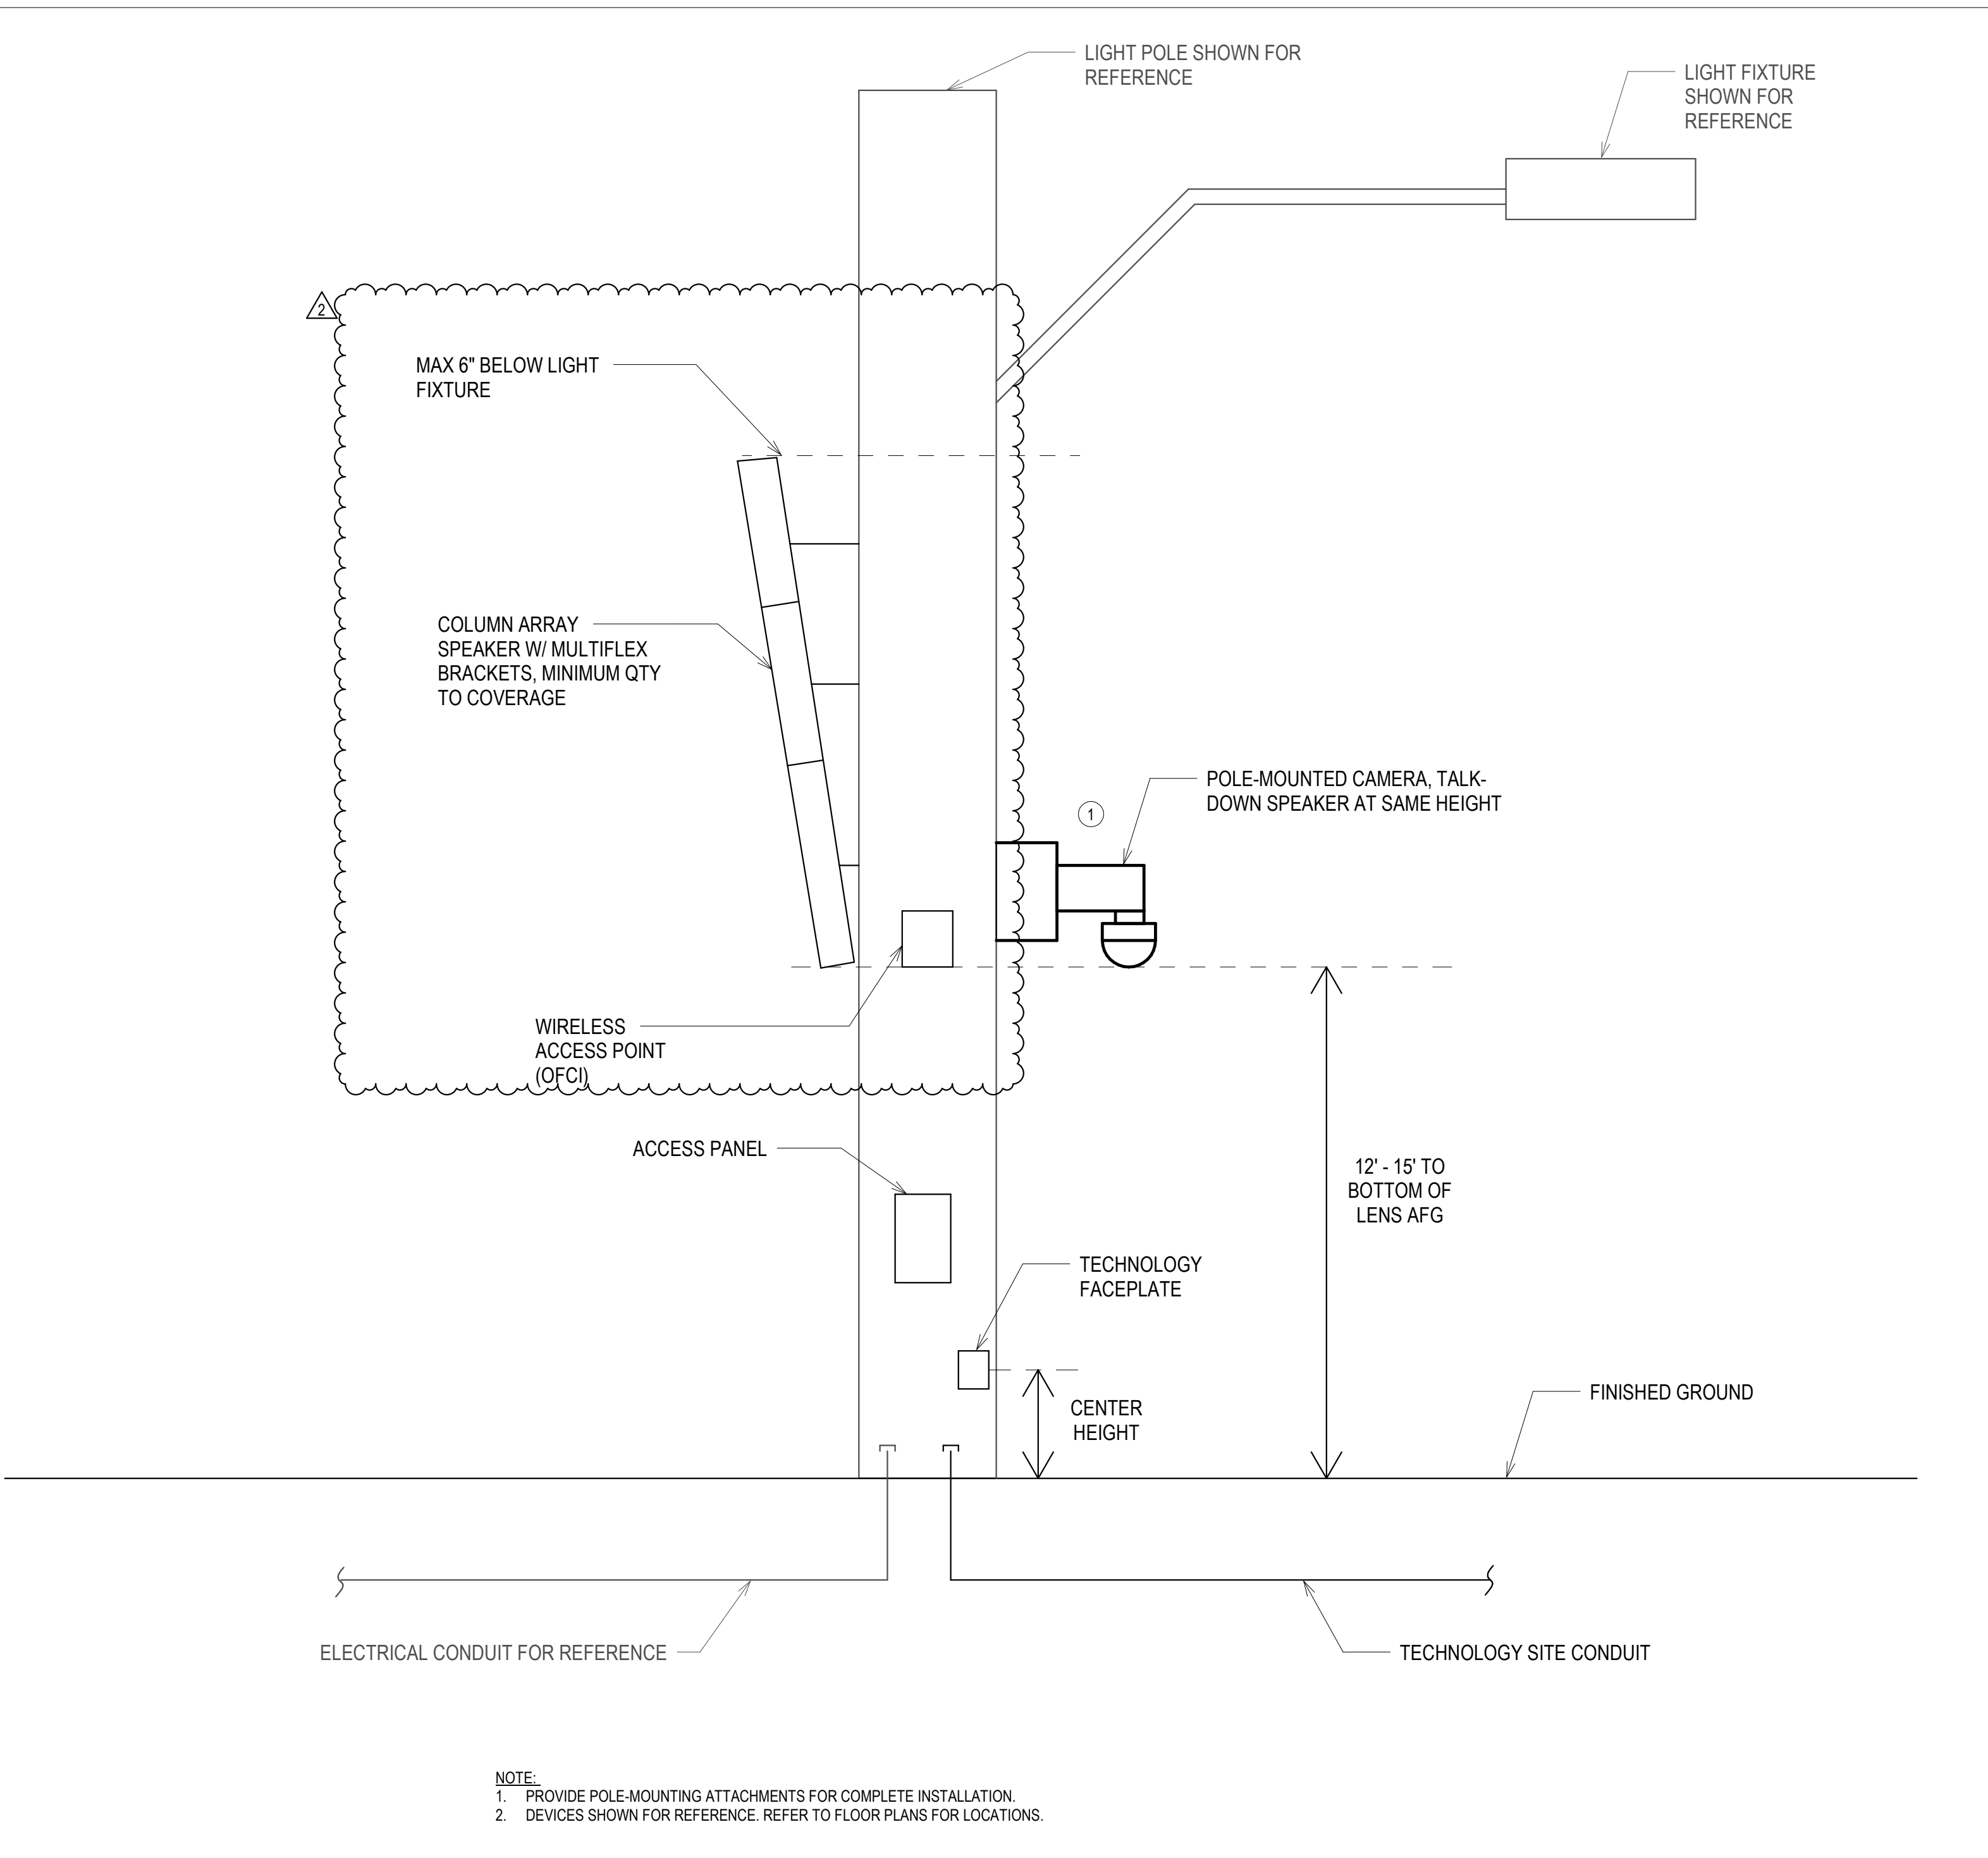 LIGHT POLE SHOWN FOR
REFERENCE
LIGHT FIXTURE
SHOWN FOR
REFERENCE
2
MAX 6" BELOW LIGHT
FIXTURE
COLUMN ARRAY
SPEAKER W/ MULTIFLEX
BRACKETS, MINIMUM QTY
TO COVERAGE
POLE-MOUNTED CAMERA, TALK-
DOWN SPEAKER AT SAME HEIGHT
1
WIRELESS
ACCESS POINT
(OFCI)
ACCESS PANEL
12' - 15' TO
BOTTOM OF
LENS AFG
TECHNOLOGY
FACEPLATE
CENTER
HEIGHT
FINISHED GROUND
ELECTRICAL CONDUIT FOR REFERENCE
TECHNOLOGY SITE CONDUIT
NOTE:
1. PROVIDE POLE-MOUNTING ATTACHMENTS FOR COMPLETE INSTALLATION.
2. DEVICES SHOWN FOR REFERENCE. REFER TO FLOOR PLANS FOR LOCATIONS.